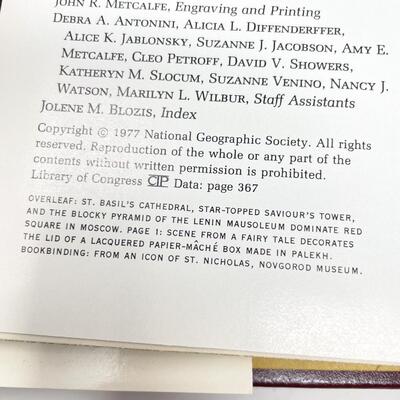 JOHN R. METCALFE, Engraving and Printing
DEBRA A. ANTONINI, ALICIA L. DIFFENDERFFER,
ALICE K. JABLONSKY, SUZANNE J. JACOBSON, AMY E.
METCALFE, CLEO PETROFF, DAVID V. SHOWERS,
KATHERYN M. SLOCUM, SUZANNE VENINO, NANCY J.
WATSON, MARILYN L. WILBUR, Staff Assistants
JOLENE M. BLOZIS, Index
Copyright © 1977 National Geographic Society. All rights
reserved. Reproduction of the whole or any part of the
contents without written permission is prohibited.
Library of Congress CIP Data: page 367
OVERLEAF: ST. BASIL'S CATHEDRAL, STAR-TOPPED SAVIOUR'S TOWER,
AND THE BLOCKY PYRAMID OF THE LENIN MAUSOLEUM DOMINATE RED
SQUARE IN MOSCOW. PAGE 1: SCENE FROM A FAIRY TALE DECORATES
THE LID OF A LACQUERED PAPIER-MÂCHÉ BOX MADE IN PALEKH.
BOOKBINDING: FROM AN ICON OF ST. NICHOLAS, NOVGOROD MUSEUM.